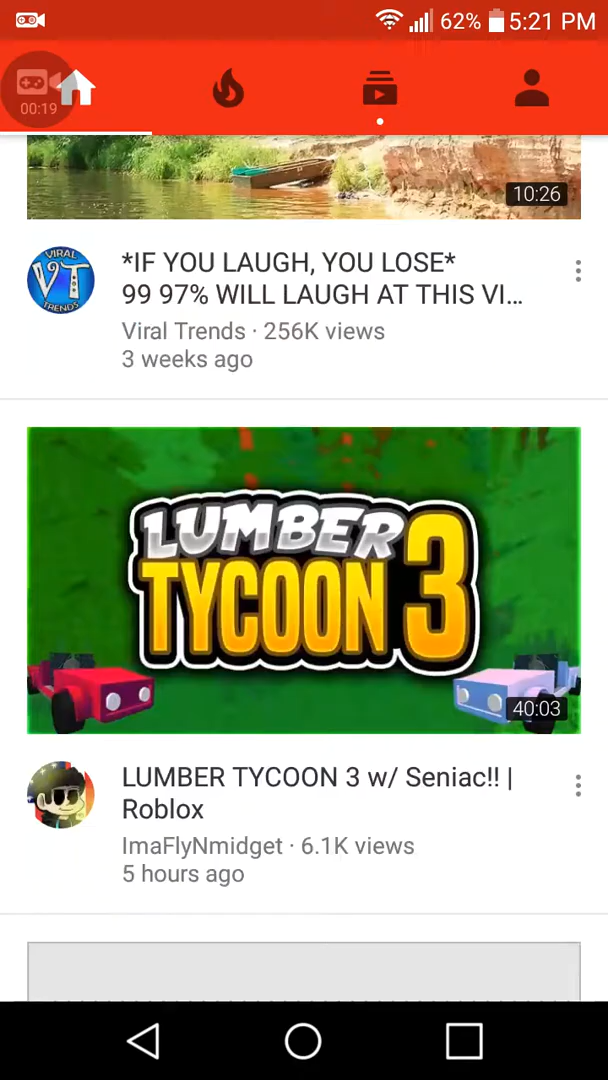 62% 5:21 PM
00:19
10:26
VIRAL
VT
TRENDS
*IF YOU LAUGH, YOU LOSE*
99 97% WILL LAUGH AT THIS VI…
Viral Trends · 256K views
3 weeks ago
LUMBER
TYCOON 3
40:03
LUMBER TYCOON 3 w/ Seniac!! |
Roblox
ImaFlyNmidget · 6.1K views
5 hours ago